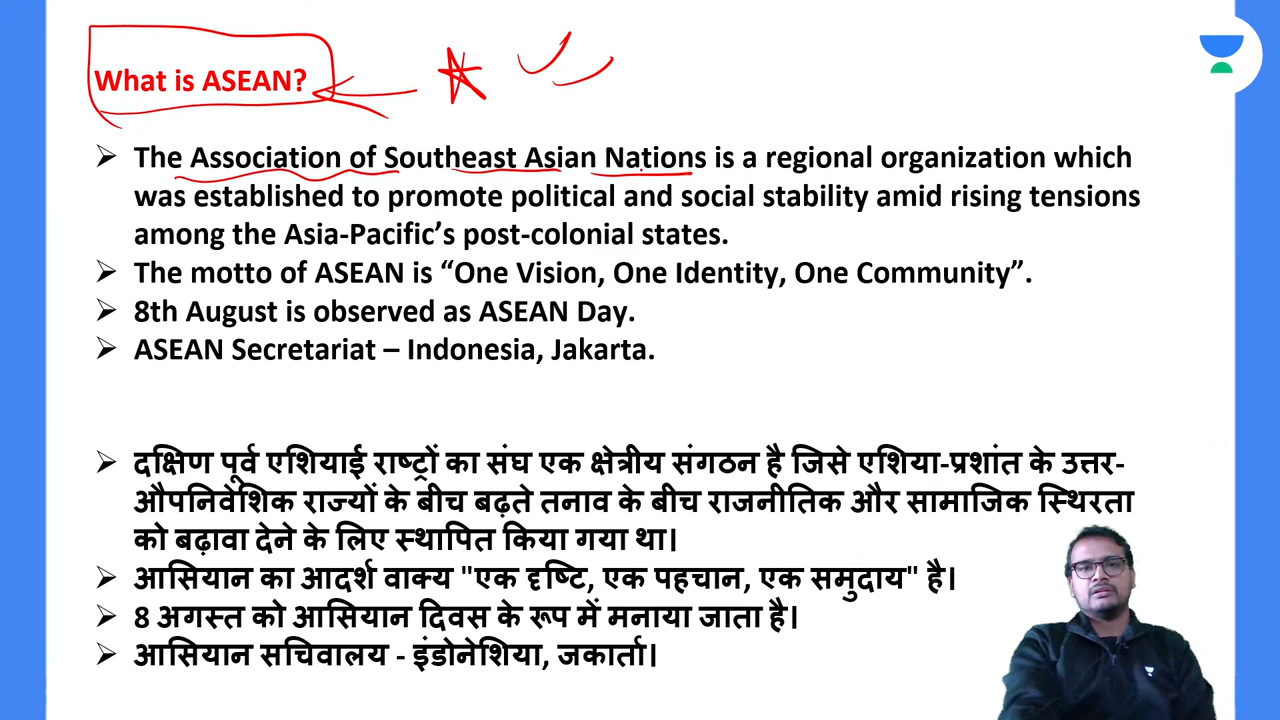 What is ASEAN?
The Association of Southeast Asian Nations is a regional organization which
was established to promote political and social stability amid rising tensions
among the Asia-Pacific’s post-colonial states.
The motto of ASEAN is “One Vision, One Identity, One Community”.
8th August is observed as ASEAN Day.
ASEAN Secretariat – Indonesia, Jakarta.
दक्षिण पूर्व एशियाई राष्ट्रों का संघ एक क्षेत्रीय संगठन है जिसे एशिया-प्रशांत के उत्तर-
औपनिवेशिक राज्यों के बीच बढ़ते तनाव के बीच राजनीतिक और सामाजिक स्थिरता
को बढ़ावा देने के लिए स्थापित किया गया था।
आसियान का आदर्श वाक्य "एक दृष्टि, एक पहचान, एक समुदाय" है।
8 अगस्त को आसियान दिवस के रूप में मनाया जाता है।
आसियान सचिवालय - इंडोनेशिया, जकार्ता।